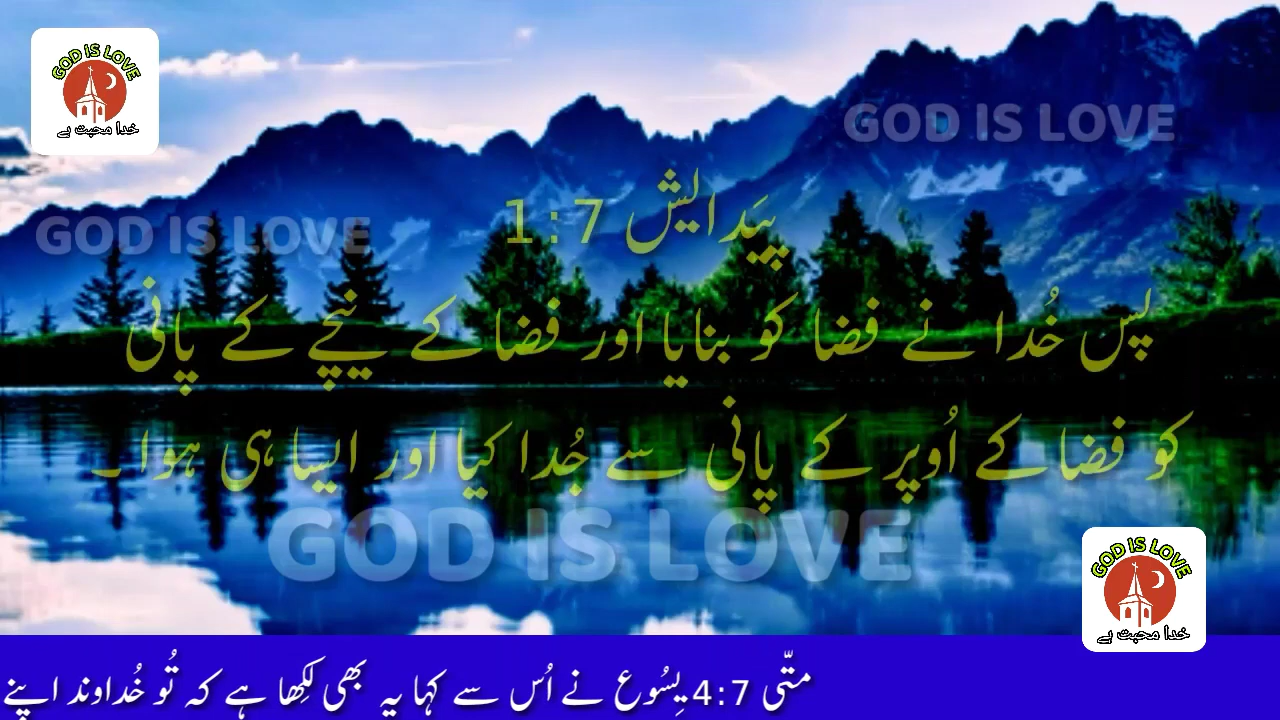 GOD IS LOVE
خدا محبت ہے
GOD IS LOVE
GOD IS LOVE
پَیدایش 1:7
پس خُدا نے فضا کو بنایا اور فضا کے نیچے کے پانی
کو فضا کے اُوپر کے پانی سے جُدا کیا اور ایسا ہی ہوا۔
GOD IS LOVE
GOD IS LOVE
خدا محبت ہے
متّی 4:7 یِسُوع نے اُس سے کہا یہ بھی لِکھا ہے کہ تُو خُداوند اپنے